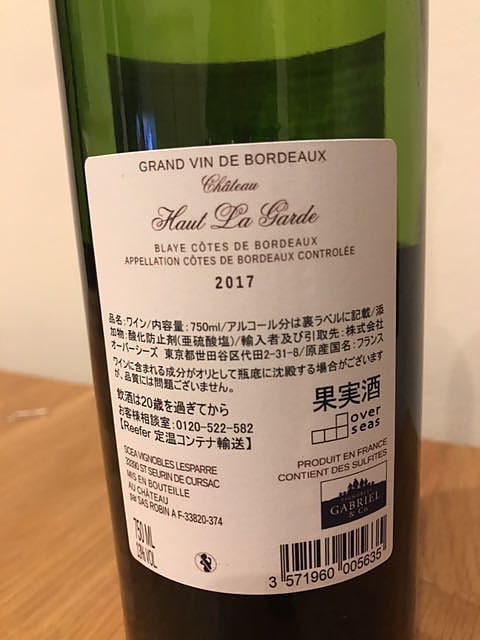 GRAND VIN DE BORDEAUX
Château
Haut La Garde
BLAYE CÔTES DE BORDEAUX
APPELLATION CÔTES DE BORDEAUX CONTROLÉE
2017
品名:ワイン/内容量:750ml/アルコール分は裏ラベルに記載/添
加物:酸化防止剤(亜硫酸塩)/輸入者及び引取先:株式会社
オーバーシーズ 東京都世田谷区代田2-31-8/原産国名:フランス
ワインに含まれる成分がオリとして瓶底に沈殿する場合がございます
が、品質には問題ございません。
飲酒は20歳を過ぎてから
お客様相談室:0120-522-582
【Reefer 定温コンテナ輸送】
果実酒
over
seas
SCEA VIGNOBLES LESPARRE
33390 ST SEURIN DE CURSAC
MIS EN BOUTEILLE
AU CHÂTEAU
par SAS ROBIN A F-33820-374
PRODUIT EN FRANCE
CONTIENT DES SULFITES
GABRIEL
& Co
750 ML
13% VOL
3 571960 005635